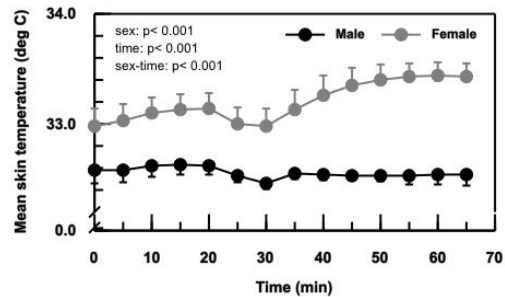 34.0
sex: p< 0.001
time: p< 0.001
sex-time: p< 0.001
Male
Female
Mean skin temperature (deg C)
33.0
0.0
0 10 20 30 40 50 60 70
Time (min)